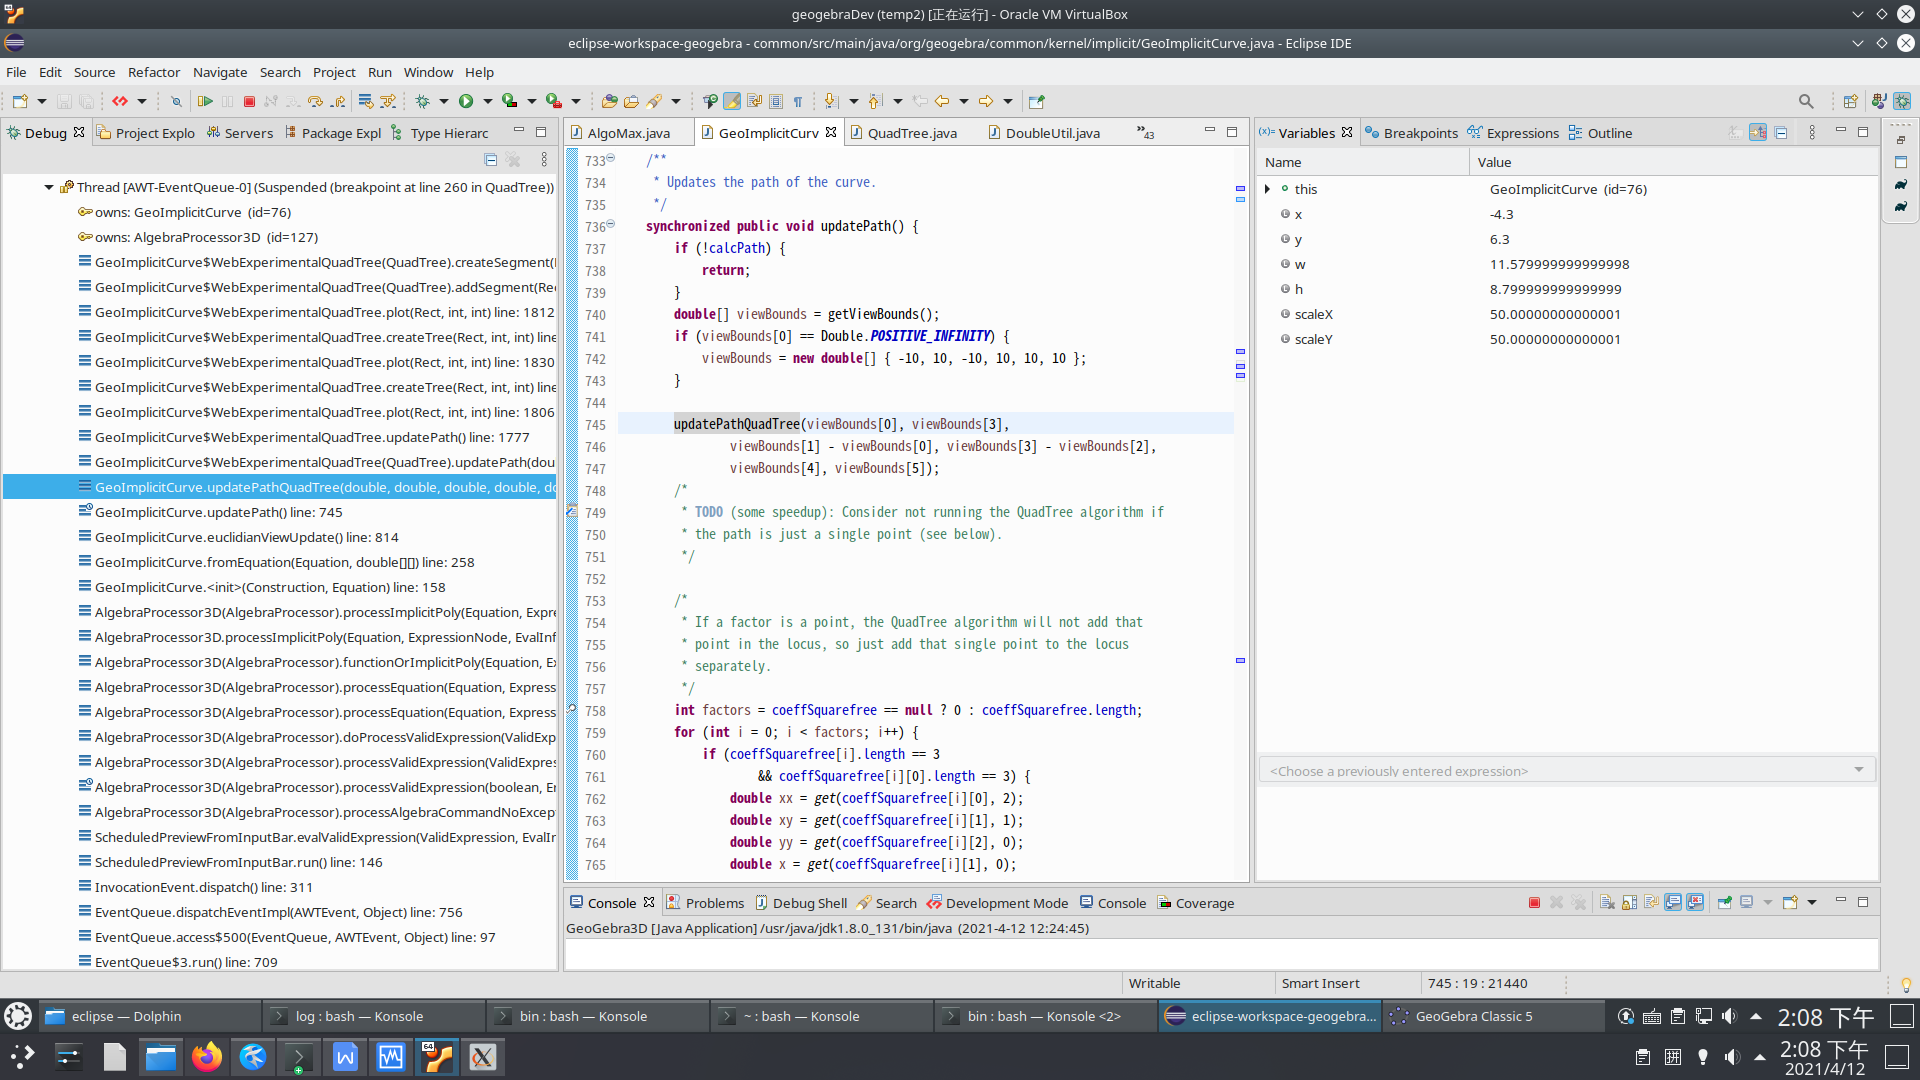 geogebraDev (temp2) [正在运行] - Oracle VM VirtualBox
eclipse-workspace-geogebra - common/src/main/java/org/geogebra/common/kernel/implicit/GeoImplicitCurve.java - Eclipse IDE
File Edit Source Refactor Navigate Search Project Run Window Help
Debug Project Explo Servers Package Expl Type Hierarc
Thread [AWT-EventQueue-0] (Suspended (breakpoint at line 260 in QuadTree))
owns: GeoImplicitCurve (id=76)
owns: AlgebraProcessor3D (id=127)
GeoImplicitCurve$WebExperimentalQuadTree(QuadTree).createSegment(
GeoImplicitCurve$WebExperimentalQuadTree(QuadTree).addSegment(Rec
GeoImplicitCurve$WebExperimentalQuadTree.plot(Rect, int, int) line: 1812
GeoImplicitCurve$WebExperimentalQuadTree.createTree(Rect, int, int) line
GeoImplicitCurve$WebExperimentalQuadTree.plot(Rect, int, int) line: 1830
GeoImplicitCurve$WebExperimentalQuadTree.createTree(Rect, int, int) line
GeoImplicitCurve$WebExperimentalQuadTree.plot(Rect, int, int) line: 1806
GeoImplicitCurve$WebExperimentalQuadTree.updatePath() line: 1777
GeoImplicitCurve$WebExperimentalQuadTree(QuadTree).updatePath(dou
GeoImplicitCurve.updatePathQuadTree(double, double, double, double, do
GeoImplicitCurve.updatePath() line: 745
GeoImplicitCurve.euclidianViewUpdate() line: 814
GeoImplicitCurve.fromEquation(Equation, double[][]) line: 258
GeoImplicitCurve.<init>(Construction, Equation) line: 158
AlgebraProcessor3D(AlgebraProcessor).processImplicitPoly(Equation, Expre
AlgebraProcessor3D.processImplicitPoly(Equation, ExpressionNode, EvalInf
AlgebraProcessor3D(AlgebraProcessor).functionOrImplicitPoly(Equation, Ex
AlgebraProcessor3D(AlgebraProcessor).processEquation(Equation, Express
AlgebraProcessor3D(AlgebraProcessor).processEquation(Equation, Express
AlgebraProcessor3D(AlgebraProcessor).doProcessValidExpression(ValidExp
AlgebraProcessor3D(AlgebraProcessor).processValidExpression(ValidExpres
AlgebraProcessor3D(AlgebraProcessor).processValidExpression(boolean, Er
AlgebraProcessor3D(AlgebraProcessor).processAlgebraCommandNoExcep
ScheduledPreviewFromInputBar.evalValidExpression(ValidExpression, EvalIr
ScheduledPreviewFromInputBar.run() line: 146
InvocationEvent.dispatch() line: 311
EventQueue.dispatchEventImpl(AWTEvent, Object) line: 756
EventQueue.access$500(EventQueue, AWTEvent, Object) line: 97
EventQueue$3.run() line: 709
AlgoMax.java GeoImplicitCurv QuadTree.java DoubleUtil.java »43
733 /**
734 * Updates the path of the curve.
735 */
736 synchronized public void updatePath() {
737 if (!calcPath) {
738 return;
739 }
740 double[] viewBounds = getViewBounds();
741 if (viewBounds[0] == Double.POSITIVE_INFINITY) {
742 viewBounds = new double[] { -10, 10, -10, 10, 10, 10 };
743 }
744
745 updatePathQuadTree(viewBounds[0], viewBounds[3],
746 viewBounds[1] - viewBounds[0], viewBounds[3] - viewBounds[2],
747 viewBounds[4], viewBounds[5]);
748 /*
749 * TODO (some speedup): Consider not running the QuadTree algorithm if
750 * the path is just a single point (see below).
751 */
752
753 /*
754 * If a factor is a point, the QuadTree algorithm will not add that
755 * point in the locus, so just add that single point to the locus
756 * separately.
757 */
758 int factors = coeffSquarefree == null ? 0 : coeffSquarefree.length;
759 for (int i = 0; i < factors; i++) {
760 if (coeffSquarefree[i].length == 3
761 && coeffSquarefree[i][0].length == 3) {
762 double xx = get(coeffSquarefree[i][0], 2);
763 double xy = get(coeffSquarefree[i][1], 1);
764 double yy = get(coeffSquarefree[i][2], 0);
765 double x = get(coeffSquarefree[i][1], 0);
(x)= Variables Breakpoints Expressions Outline
Name Value
this GeoImplicitCurve (id=76)
x -4.3
y 6.3
w 11.579999999999998
h 8.799999999999999
scaleX 50.00000000000001
scaleY 50.00000000000001
<Choose a previously entered expression>
Console Problems Debug Shell Search Development Mode Console Coverage
GeoGebra3D [Java Application] /usr/java/jdk1.8.0_131/bin/java (2021-4-12 12:24:45)
Writable Smart Insert 745 : 19 : 21440
eclipse — Dolphin log : bash — Konsole bin : bash — Konsole ~ : bash — Konsole bin : bash — Konsole <2> eclipse-workspace-geogebra... GeoGebra Classic 5 2:08 下午
64 拼 2:08 下午
2021/4/12